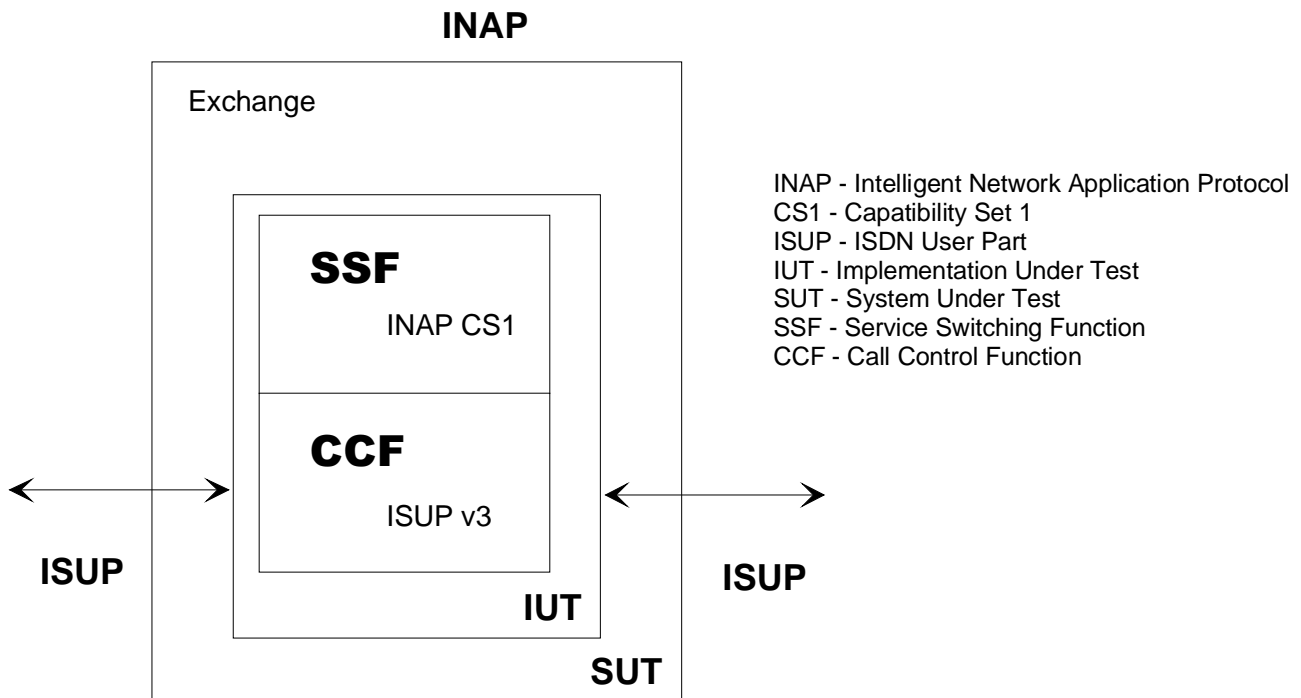 INAP
Exchange
INAP - Intelligent Network Application Protocol
CS1 - Capatibility Set 1
ISUP - ISDN User Part
IUT - Implementation Under Test
SUT - System Under Test
SSF - Service Switching Function
CCF - Call Control Function
SSF
INAP CS1
CCF
ISUP v3
ISUP
ISUP
IUT
SUT